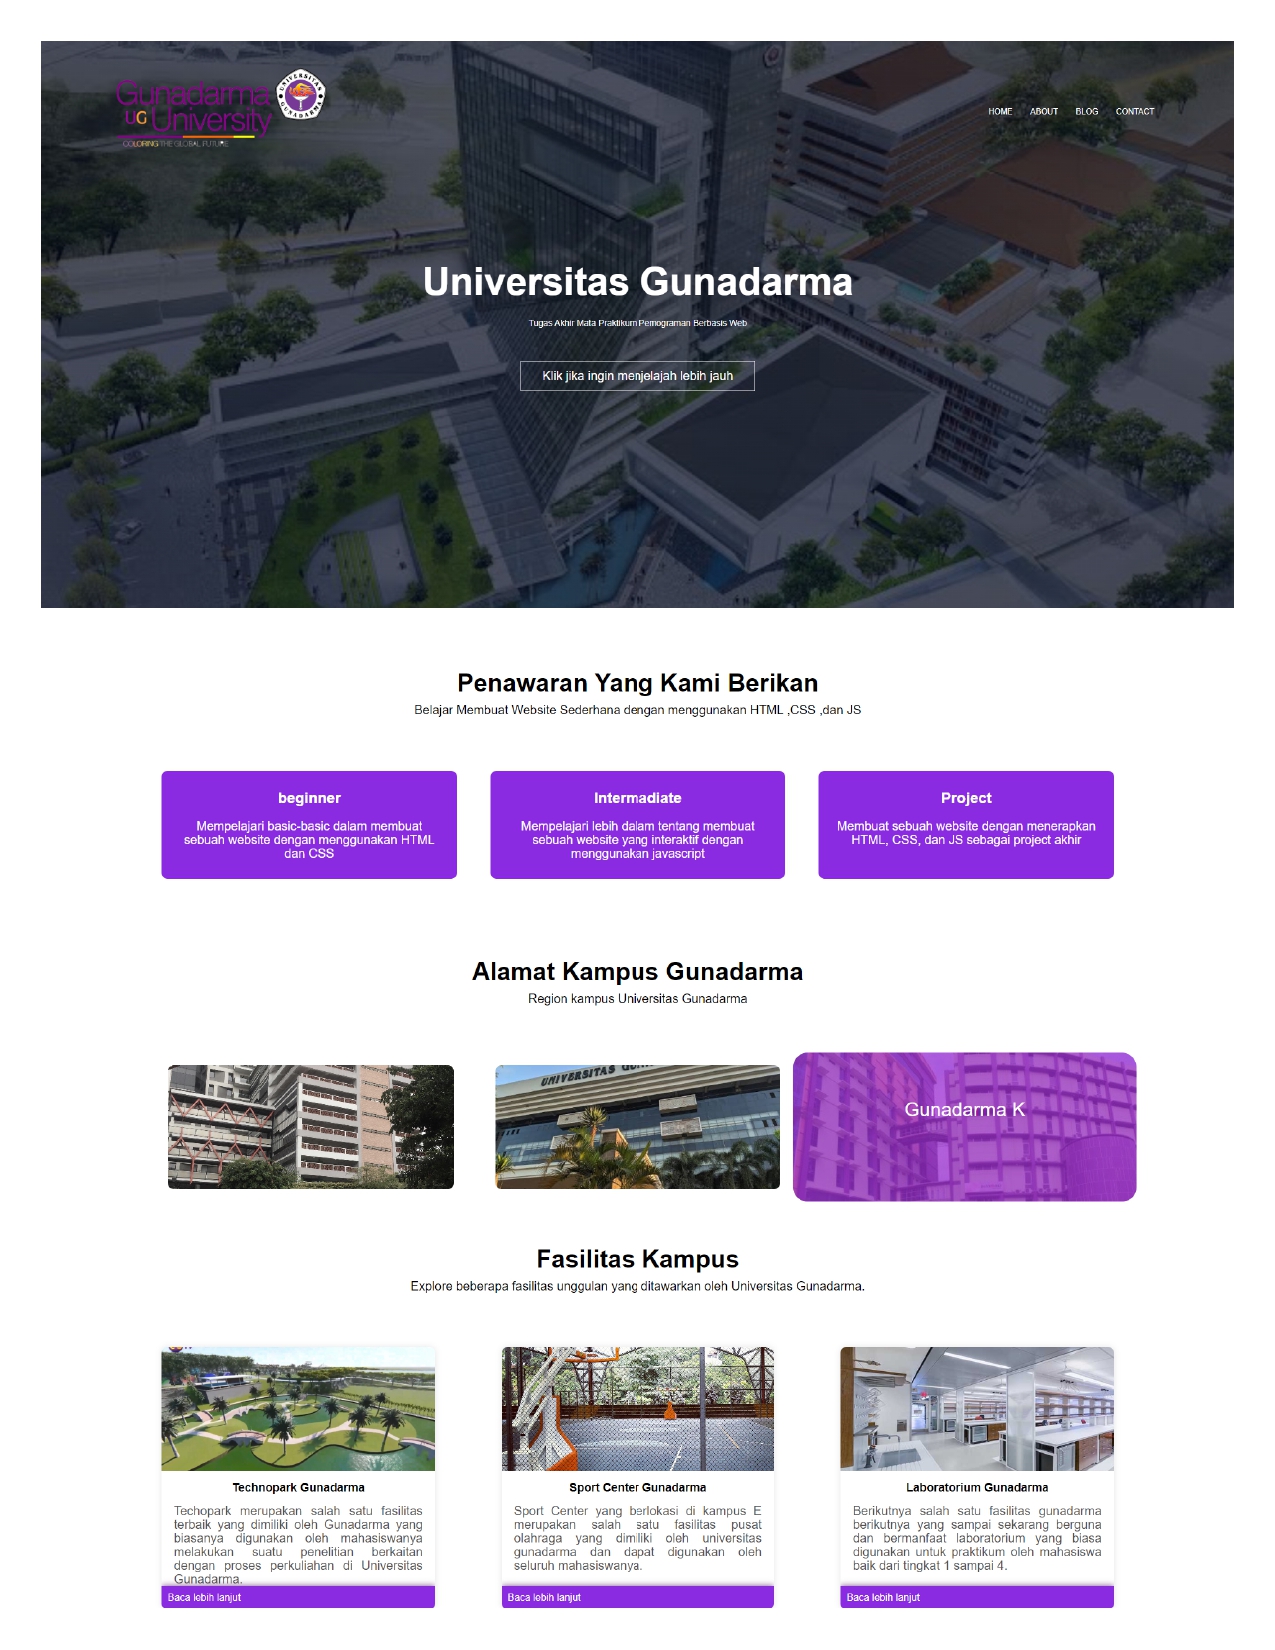 Gunadarma
UG University
COLORING THE GLOBAL FUTURE
UNIVERSITAS GUNADARMA
HOME ABOUT BLOG CONTACT
Universitas Gunadarma
Tugas Akhir Mata Praktikum Pemograman Berbasis Web
Klik jika ingin menjelajah lebih jauh
Penawaran Yang Kami Berikan
Belajar Membuat Website Sederhana dengan menggunakan HTML ,CSS ,dan JS
beginner
Mempelajari basic-basic dalam membuat
sebuah website dengan menggunakan HTML
dan CSS
Intermadiate
Mempelajari lebih dalam tentang membuat
sebuah website yang interaktif dengan
menggunakan javascript
Project
Membuat sebuah website dengan menerapkan
HTML, CSS, dan JS sebagai project akhir
Alamat Kampus Gunadarma
Region kampus Universitas Gunadarma
UNIVERSITAS
Gunadarma K
Fasilitas Kampus
Explore beberapa fasilitas unggulan yang ditawarkan oleh Universitas Gunadarma.
Technopark Gunadarma
Techopark merupakan salah satu fasilitas
terbaik yang dimiliki oleh Gunadarma yang
biasanya digunakan oleh mahasiswanya
melakukan suatu penelitian berkaitan
dengan proses perkuliahan di Universitas
Gunadarma.
Baca lebih lanjut
Sport Center Gunadarma
Sport Center yang berlokasi di kampus E
merupakan salah satu fasilitas pusat
olahraga yang dimliki oleh universitas
gunadarma dan dapat digunakan oleh
seluruh mahasiswanya.
Baca lebih lanjut
Laboratorium Gunadarma
Berikutnya salah satu fasilitas gunadarma
berikutnya yang sampai sekarang berguna
dan bermanfaat laboratorium yang biasa
digunakan untuk praktikum oleh mahasiswa
baik dari tingkat 1 sampai 4.
Baca lebih lanjut